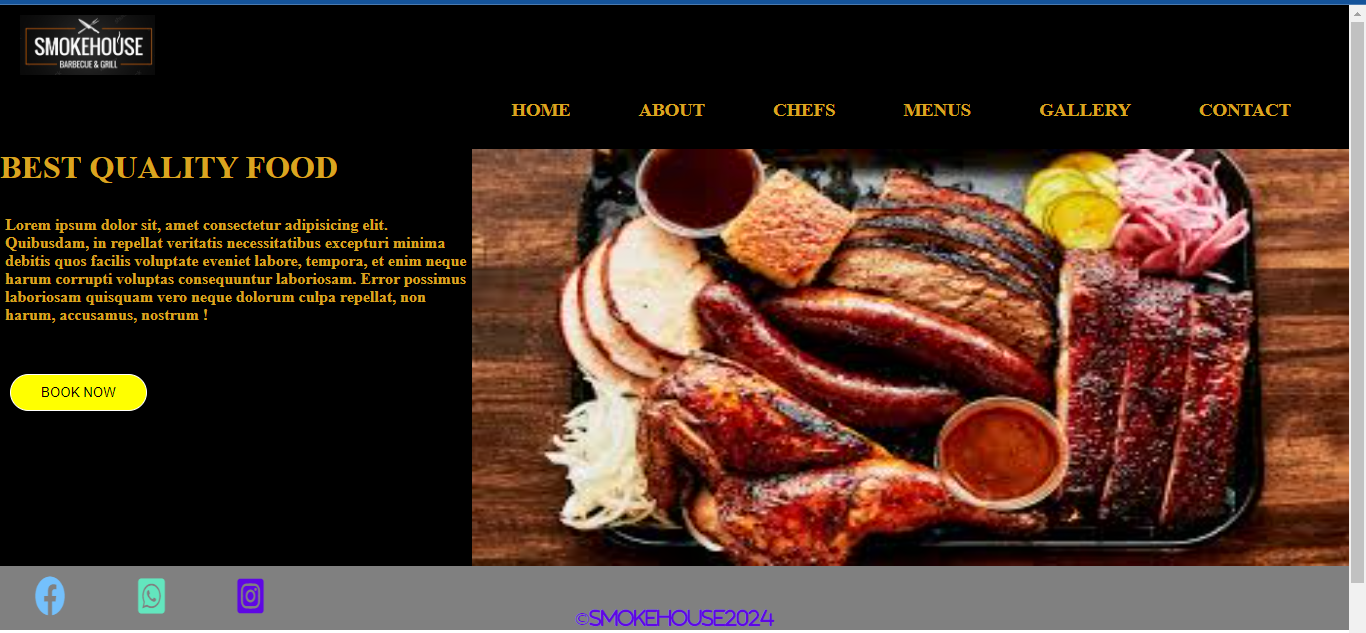 SMOKEHOUSE
BARBECUE & GRILL
HOME ABOUT CHEFS MENUS GALLERY CONTACT
BEST QUALITY FOOD
Lorem ipsum dolor sit, amet consectetur adipisicing elit.
Quibusdam, in repellat veritatis necessitatibus excepturi minima
debitis quos facilis voluptate eveniet labore, tempora, et enim neque
harum corrupti voluptas consequuntur laboriosam. Error possimus
laboriosam quisquam vero neque dolorum culpa repellat, non
harum, accusamus, nostrum !
BOOK NOW
©SMOKEHOUSE2024